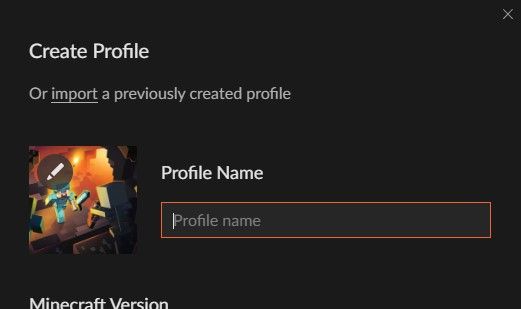 Create Profile
Or import a previously created profile
Profile Name
Profile name
Minecraft Version